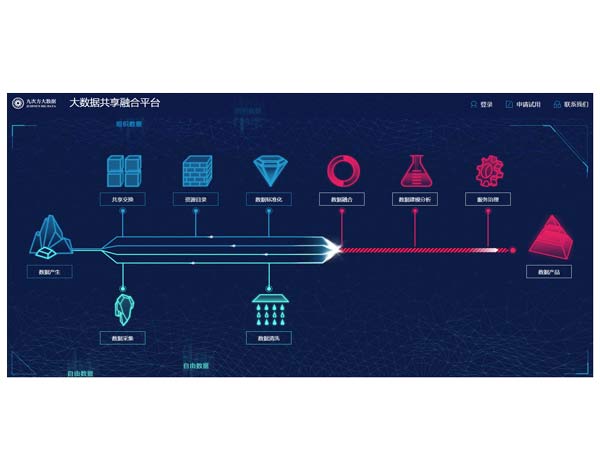 九次方大数据
JUSFOUN BIG DATA
大数据共享融合平台
登录
申请试用
联系我们
组织数据
共享交换
资源目录
数据标准化
数据融合
数据建模分析
服务治理
数据产生
数据产品
数据采集
数据清洗
自由数据
自由数据